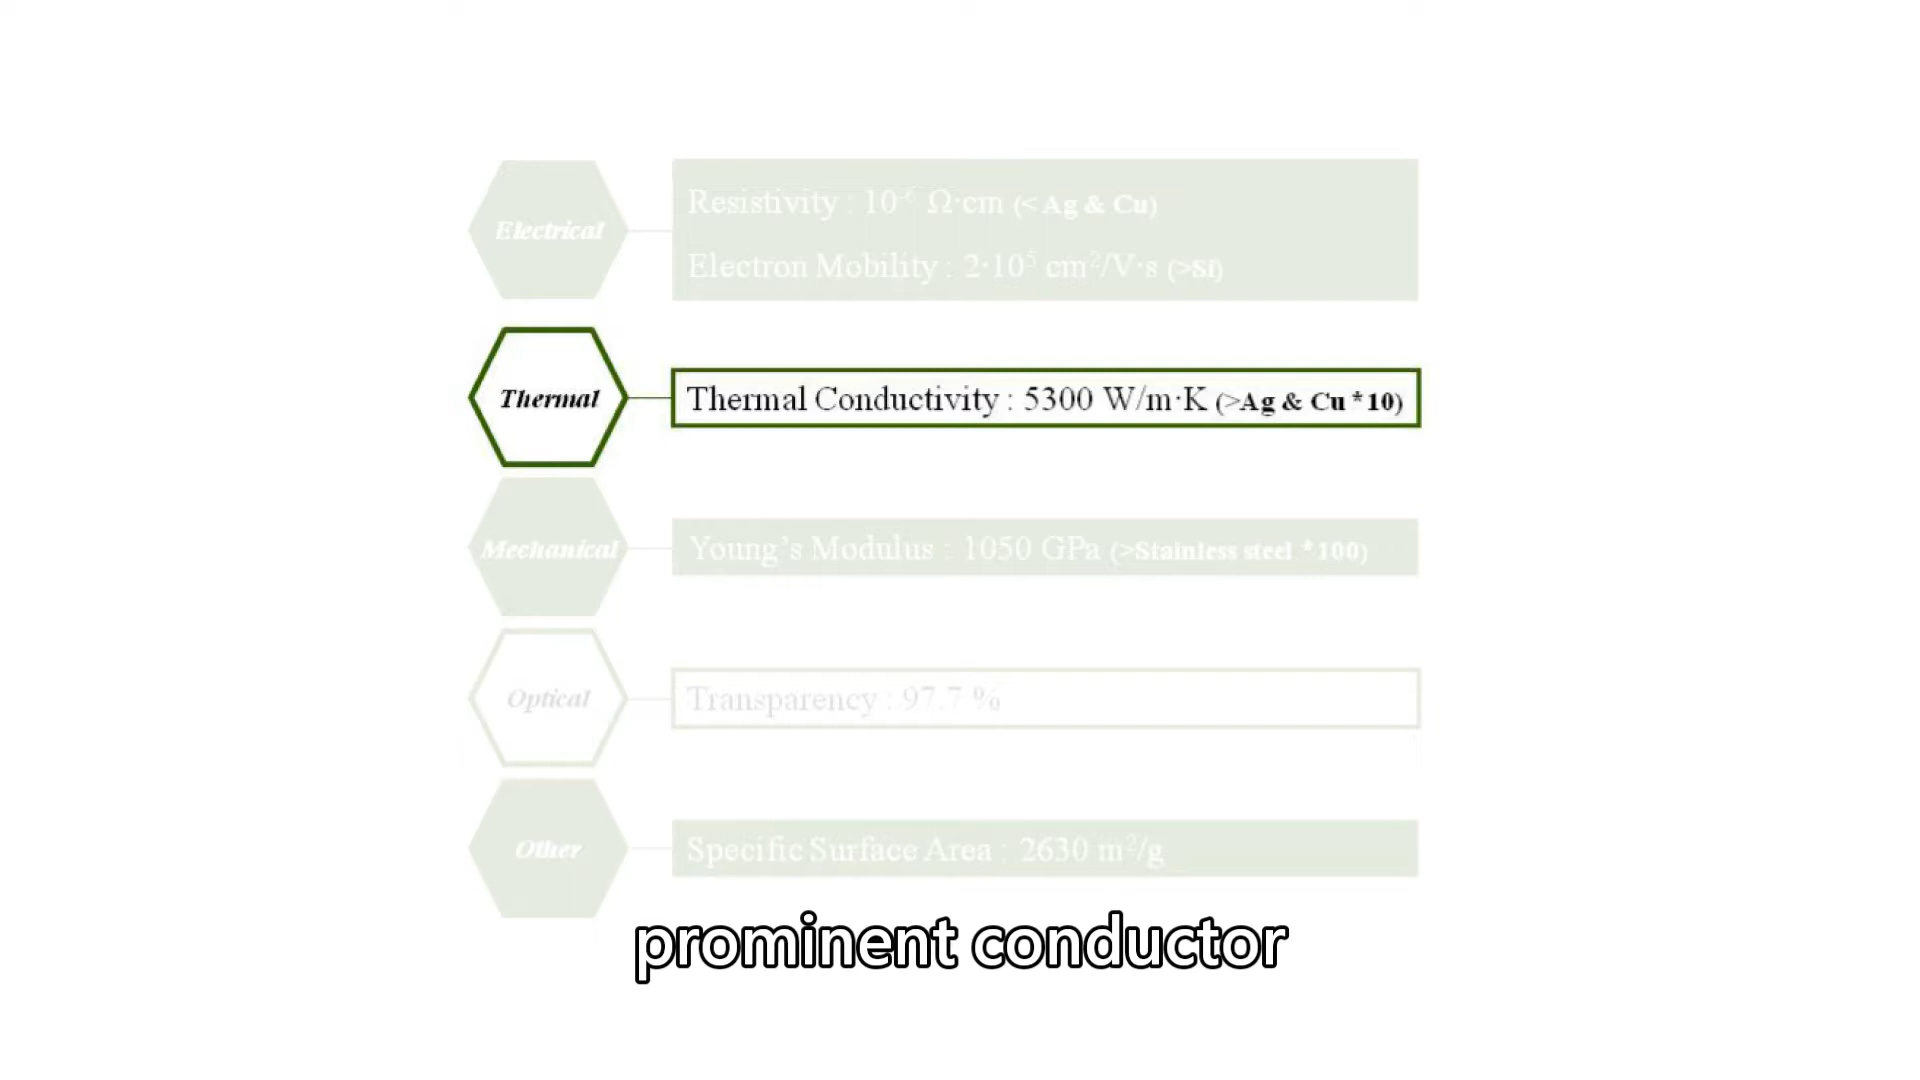 Electrical
Resistivity : 10⁻⁶ Ω·cm (< Ag & Cu)
Electron Mobility : 2·10⁵ cm²/V·s (>Si)
Thermal
Thermal Conductivity : 5300 W/m·K (>Ag & Cu *10)
Mechanical
Young’s Modulus : 1050 GPa (>Stainless steel *100)
Optical
Transparency : 97.7 %
Other
Specific Surface Area : 2630 m²/g
prominent conductor